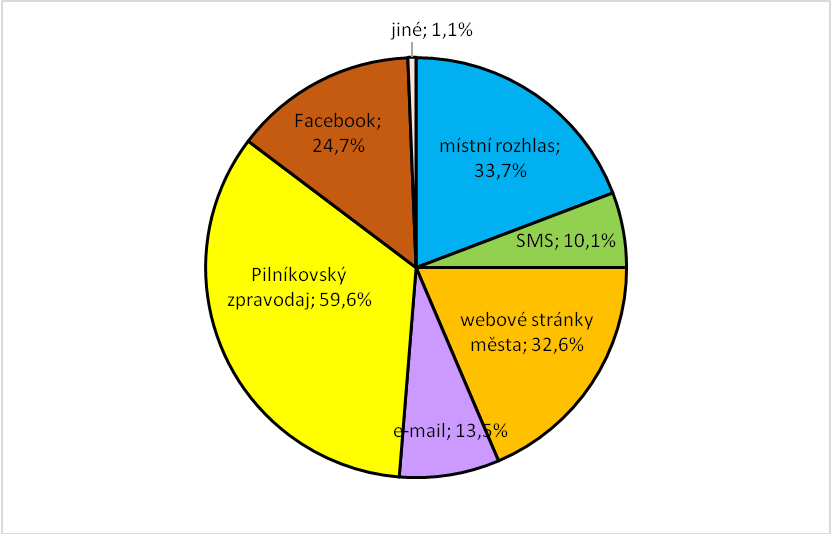 jiné; 1,1%
Facebook;
24,7%
místní rozhlas;
33,7%
SMS; 10,1%
Pilníkovský
zpravodaj; 59,6%
webové stránky
města; 32,6%
e-mail; 13,5%